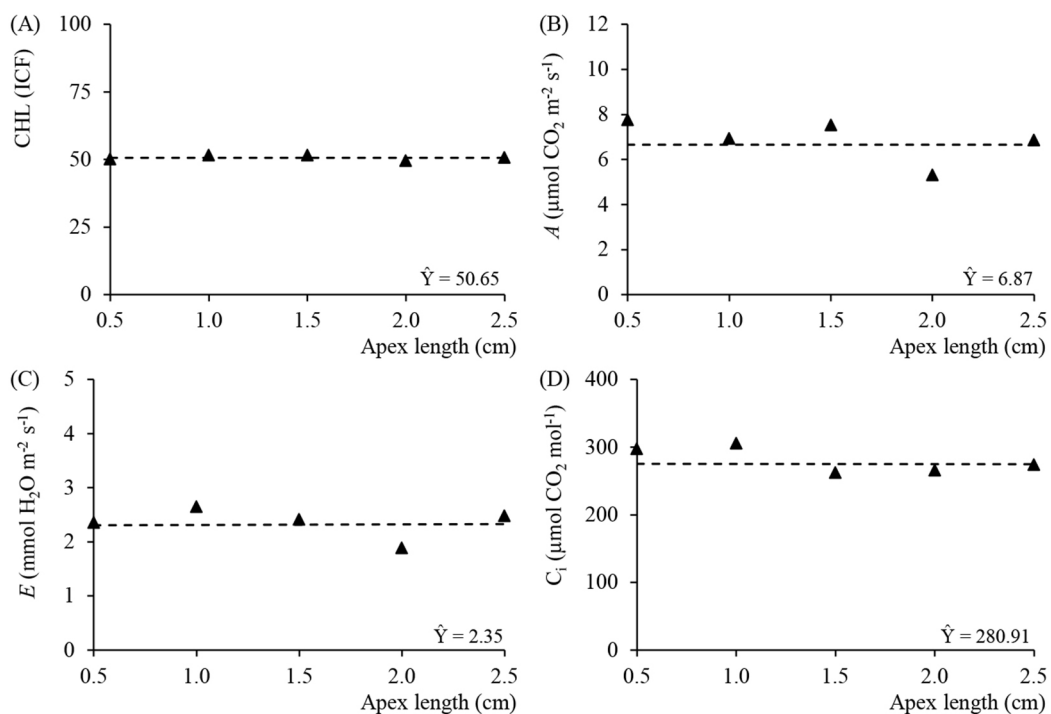 (A)
CHL (ICF)
100
75
50
25
0
0.5 1.0 1.5 2.0 2.5
Ŷ = 50.65
Apex length (cm)
(B)
A (µmol CO₂ m⁻² s⁻¹)
12
10
8
6
4
2
0
0.5 1.0 1.5 2.0 2.5
Ŷ = 6.87
Apex length (cm)
(C)
E (mmol H₂O m⁻² s⁻¹)
5
4
3
2
1
0
0.5 1.0 1.5 2.0 2.5
Ŷ = 2.35
Apex length (cm)
(D)
Cᵢ (µmol CO₂ mol⁻¹)
400
300
200
100
0
0.5 1.0 1.5 2.0 2.5
Ŷ = 280.91
Apex length (cm)